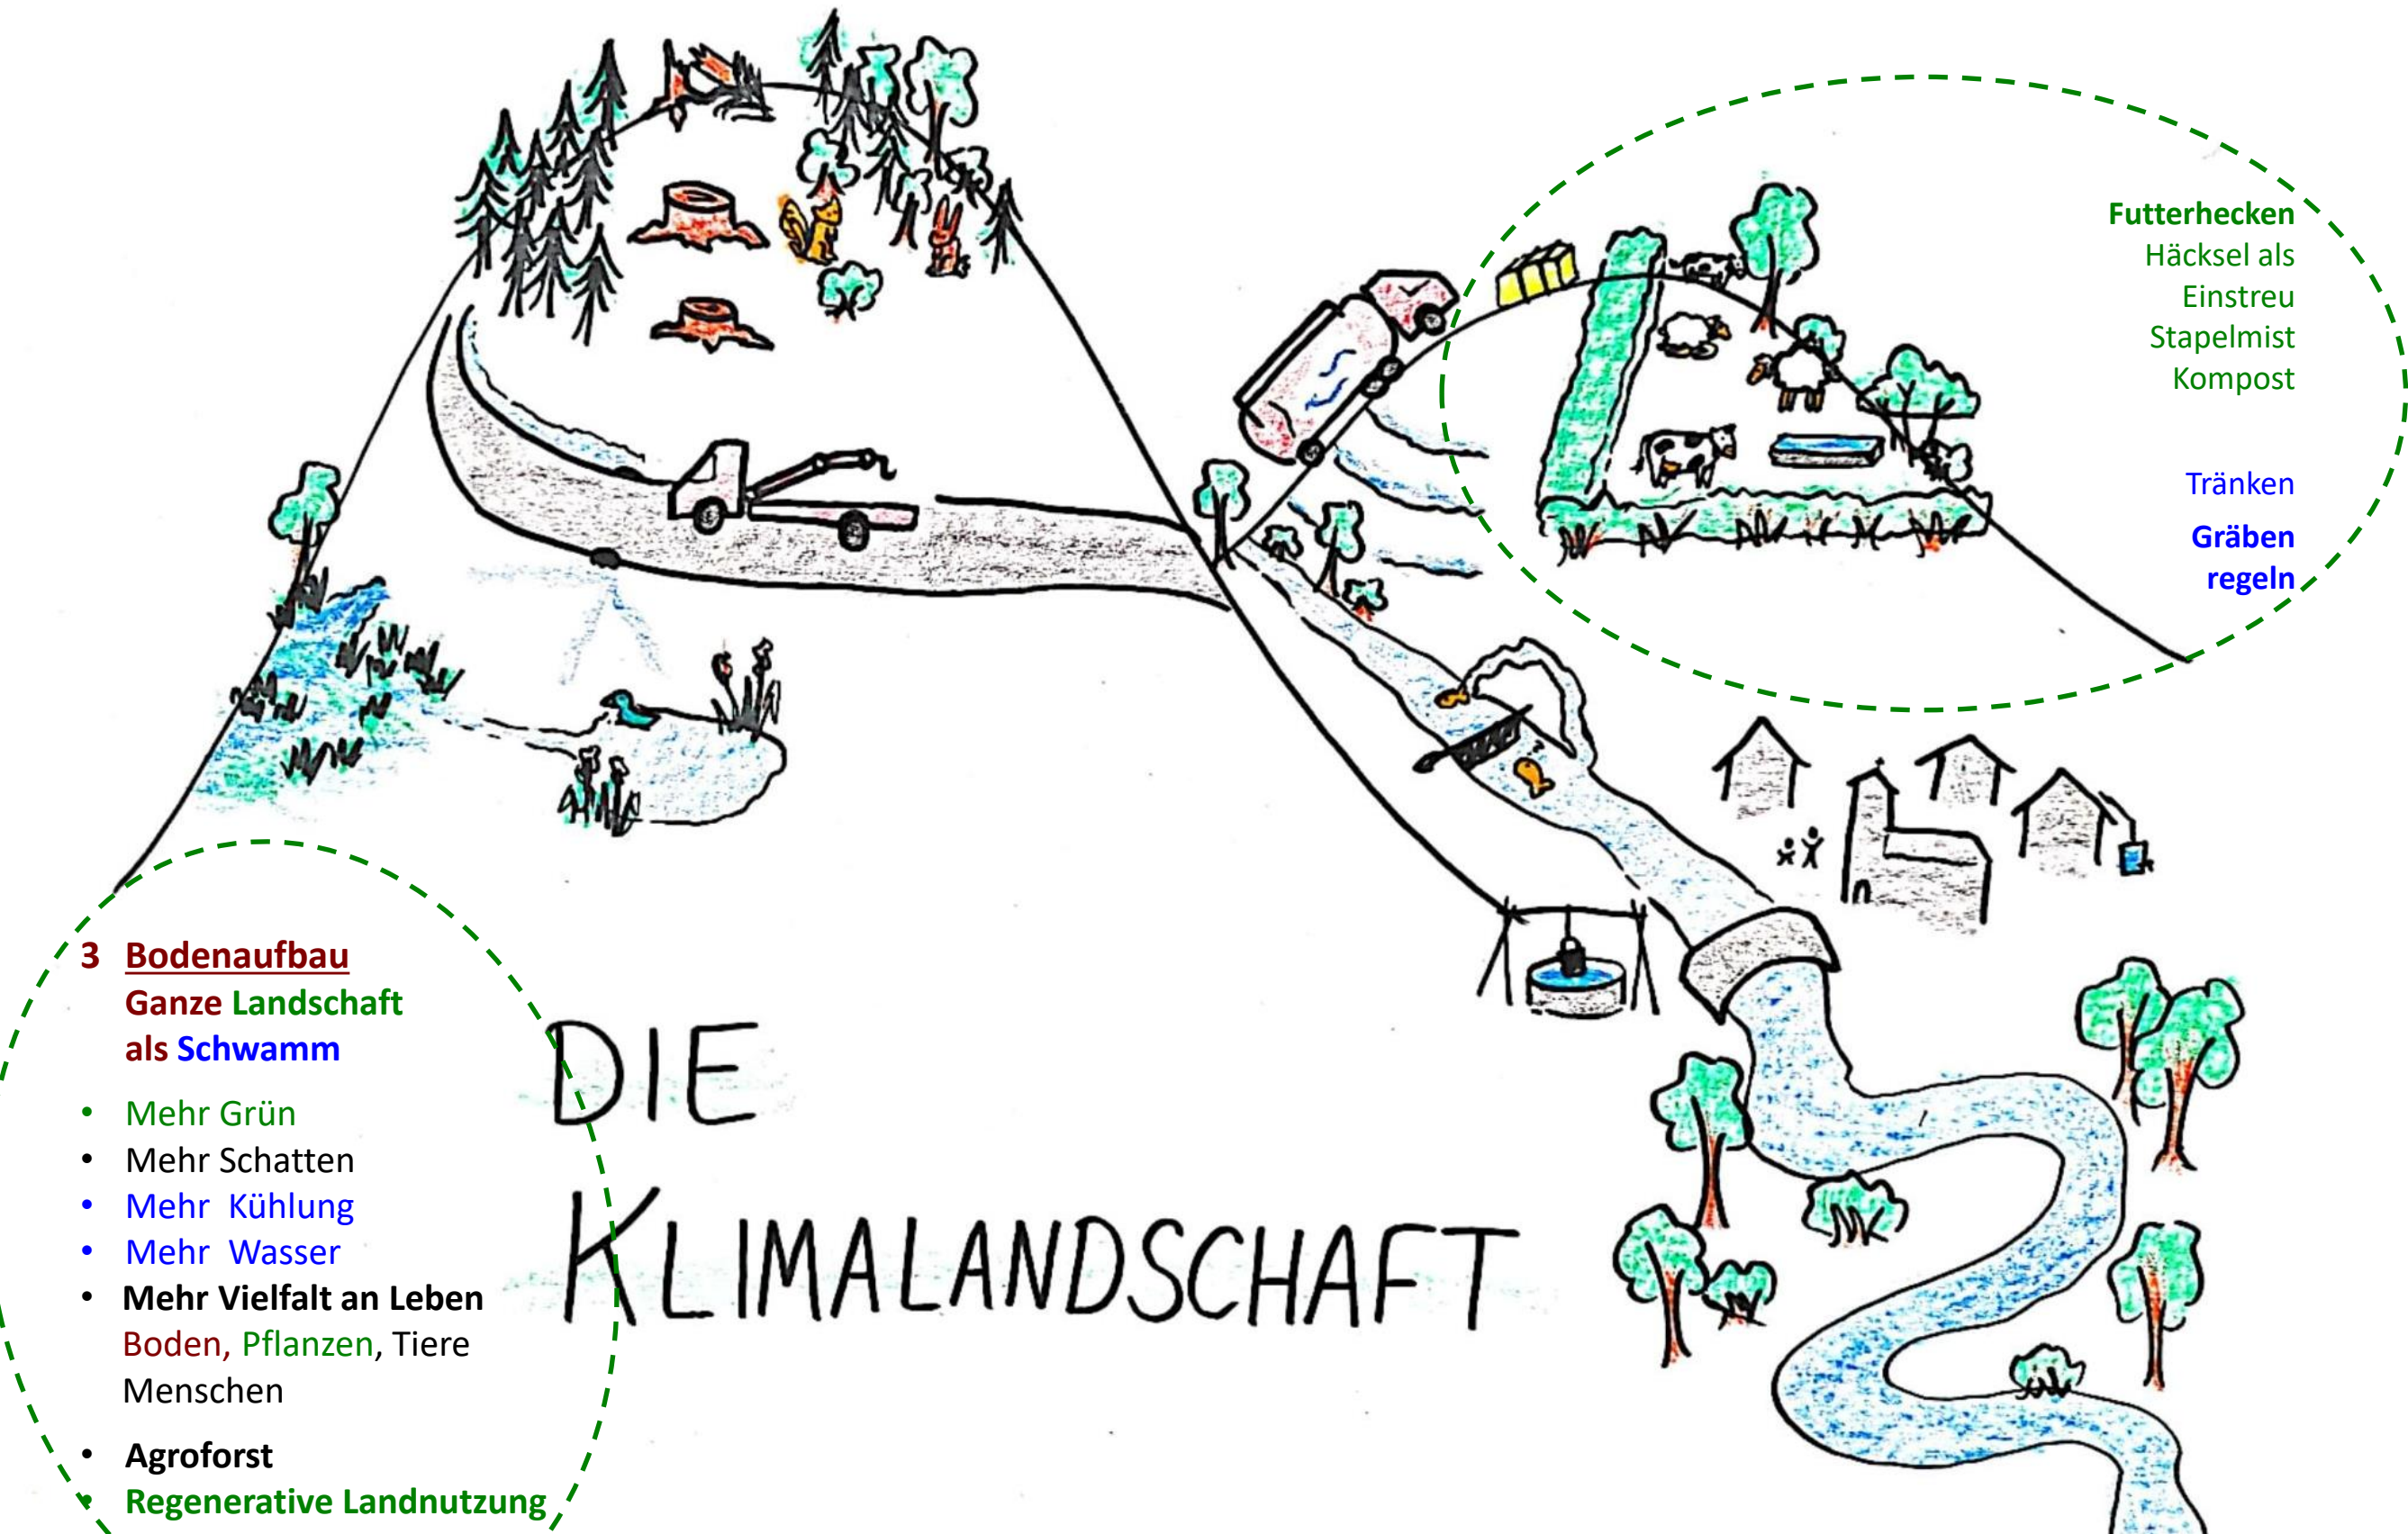 Futterhecken
Häcksel als
Einstreu
Stapelmist
Kompost
Tränken
Gräben
regeln
??
3 Bodenaufbau
Ganze Landschaft
als Schwamm
• Mehr Grün
• Mehr Schatten
• Mehr Kühlung
• Mehr Wasser
• Mehr Vielfalt an Leben
Boden, Pflanzen, Tiere
Menschen
• Agroforst
• Regenerative Landnutzung
DIE
KLIMALANDSCHAFT